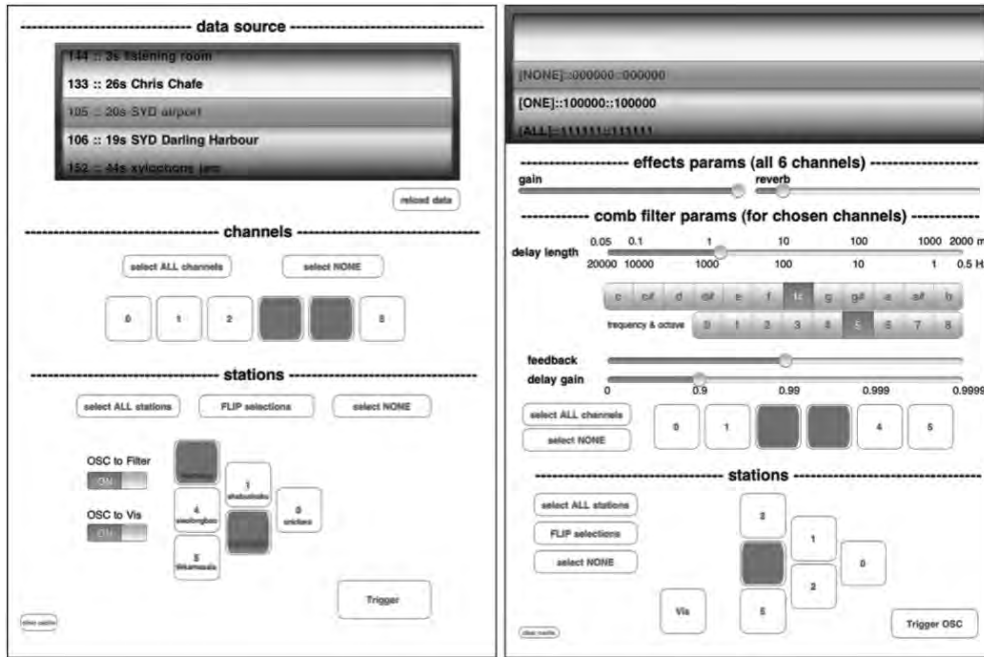 data source
144 :: 3s listening room
133 :: 26s Chris Chafe
105 :: 20s SYD airport
106 :: 19s SYD Darling Harbour
152 :: 44s xylophone jam
reload data
channels
select ALL channels
select NONE
0 1 2 5
stations
select ALL stations
FLIP selections
select NONE
OSC to Filter
ON
1
4
0
OSC to Vis
ON
5
Trigger
[NONE]::000000::000000
[ONE]::100000::100000
[ALL]::111111::111111
effects params (all 6 channels)
gain
reverb
comb filter params (for chosen channels)
0.05 0.1 1 10 100 1000 2000 m
delay length
20000 10000 1000 100 10 1 0.5 H
c c# d d# e f f# g g# a a# b
frequency & octave 0 1 2 3 4 5 6 7 8
feedback
delay gain
0 0.9 0.99 0.999 0.9999
select ALL channels
select NONE
0 1 4 5
stations
select ALL stations
FLIP selections
select NONE
3
1
0
2
Vis
5
Trigger OSC